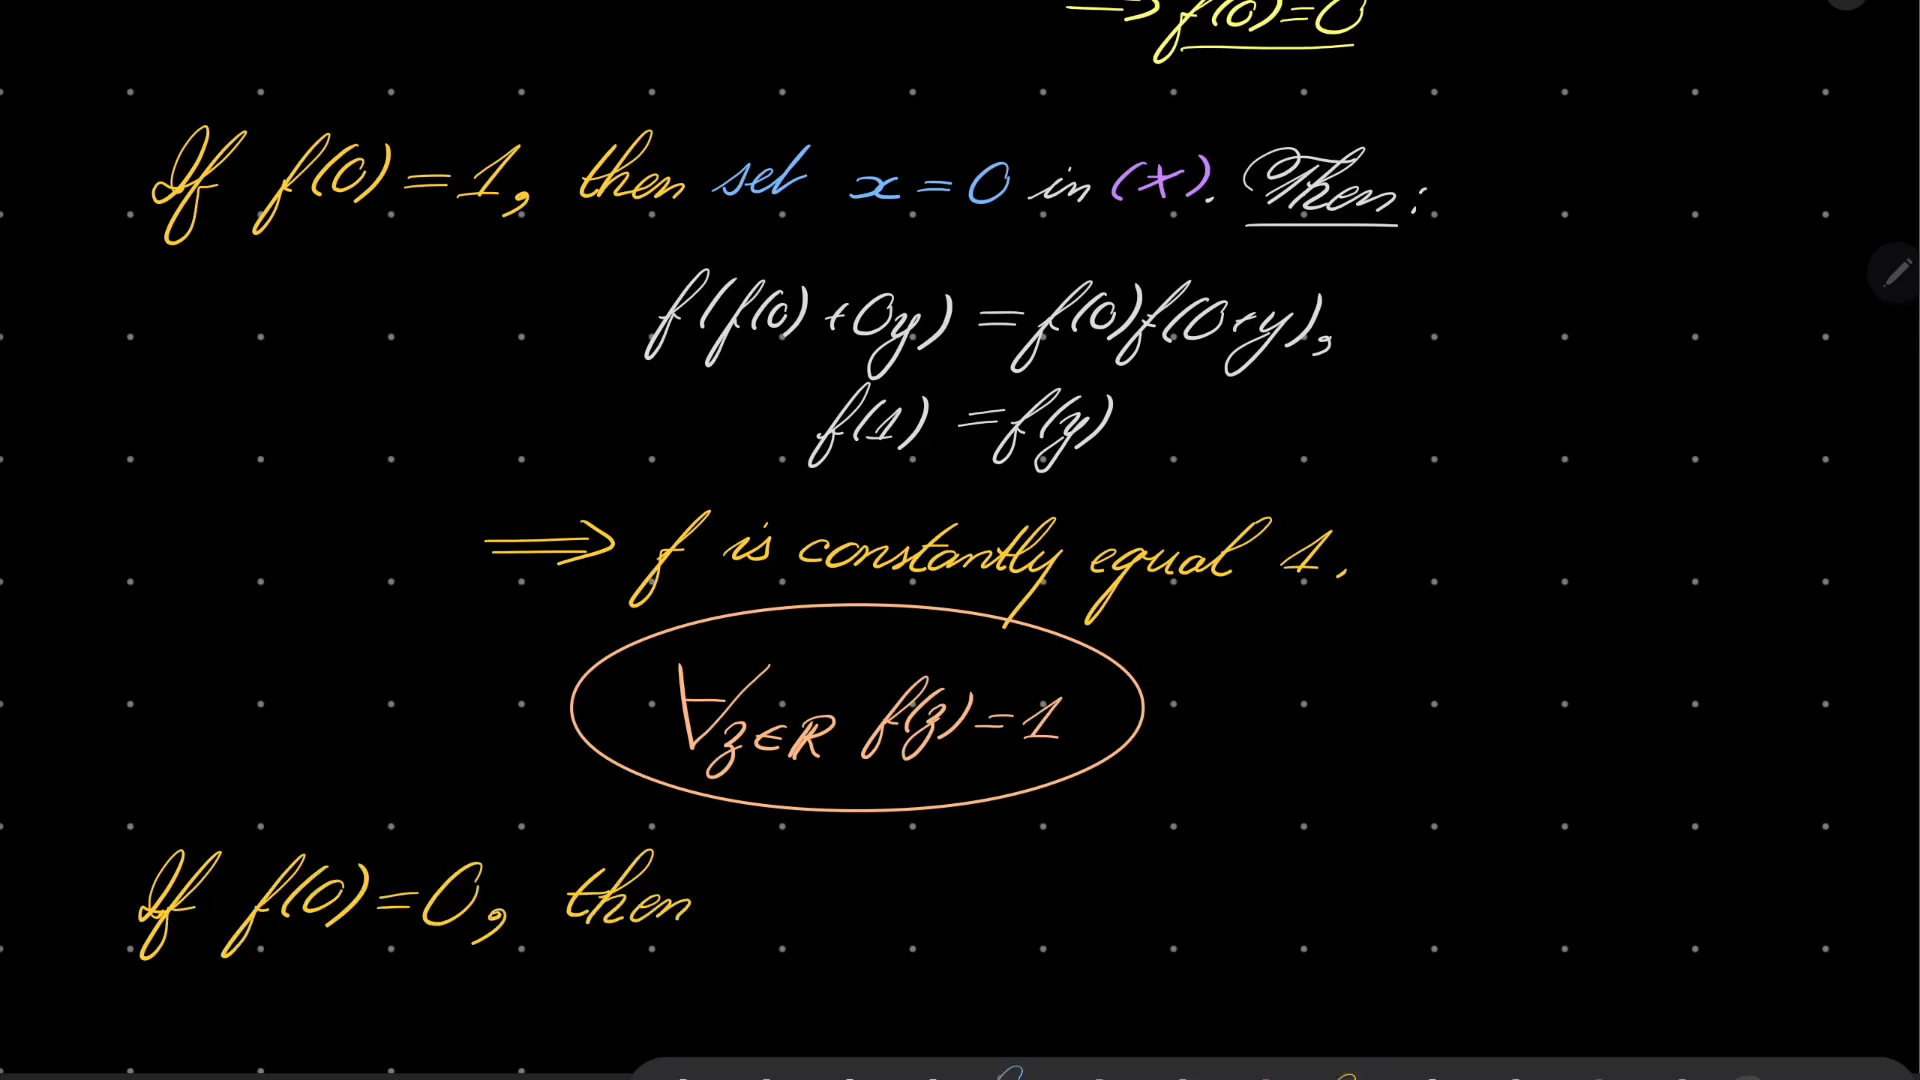 ⟹ f(0)=0
If f(0)=1, then set x=0 in (*). Then:
f(f(0)+0y)=f(0)f(0+y),
f(1)=f(y)
⟹ f is constantly equal 1.
∀z∈ℝ f(z)=1
If f(0)=0, then